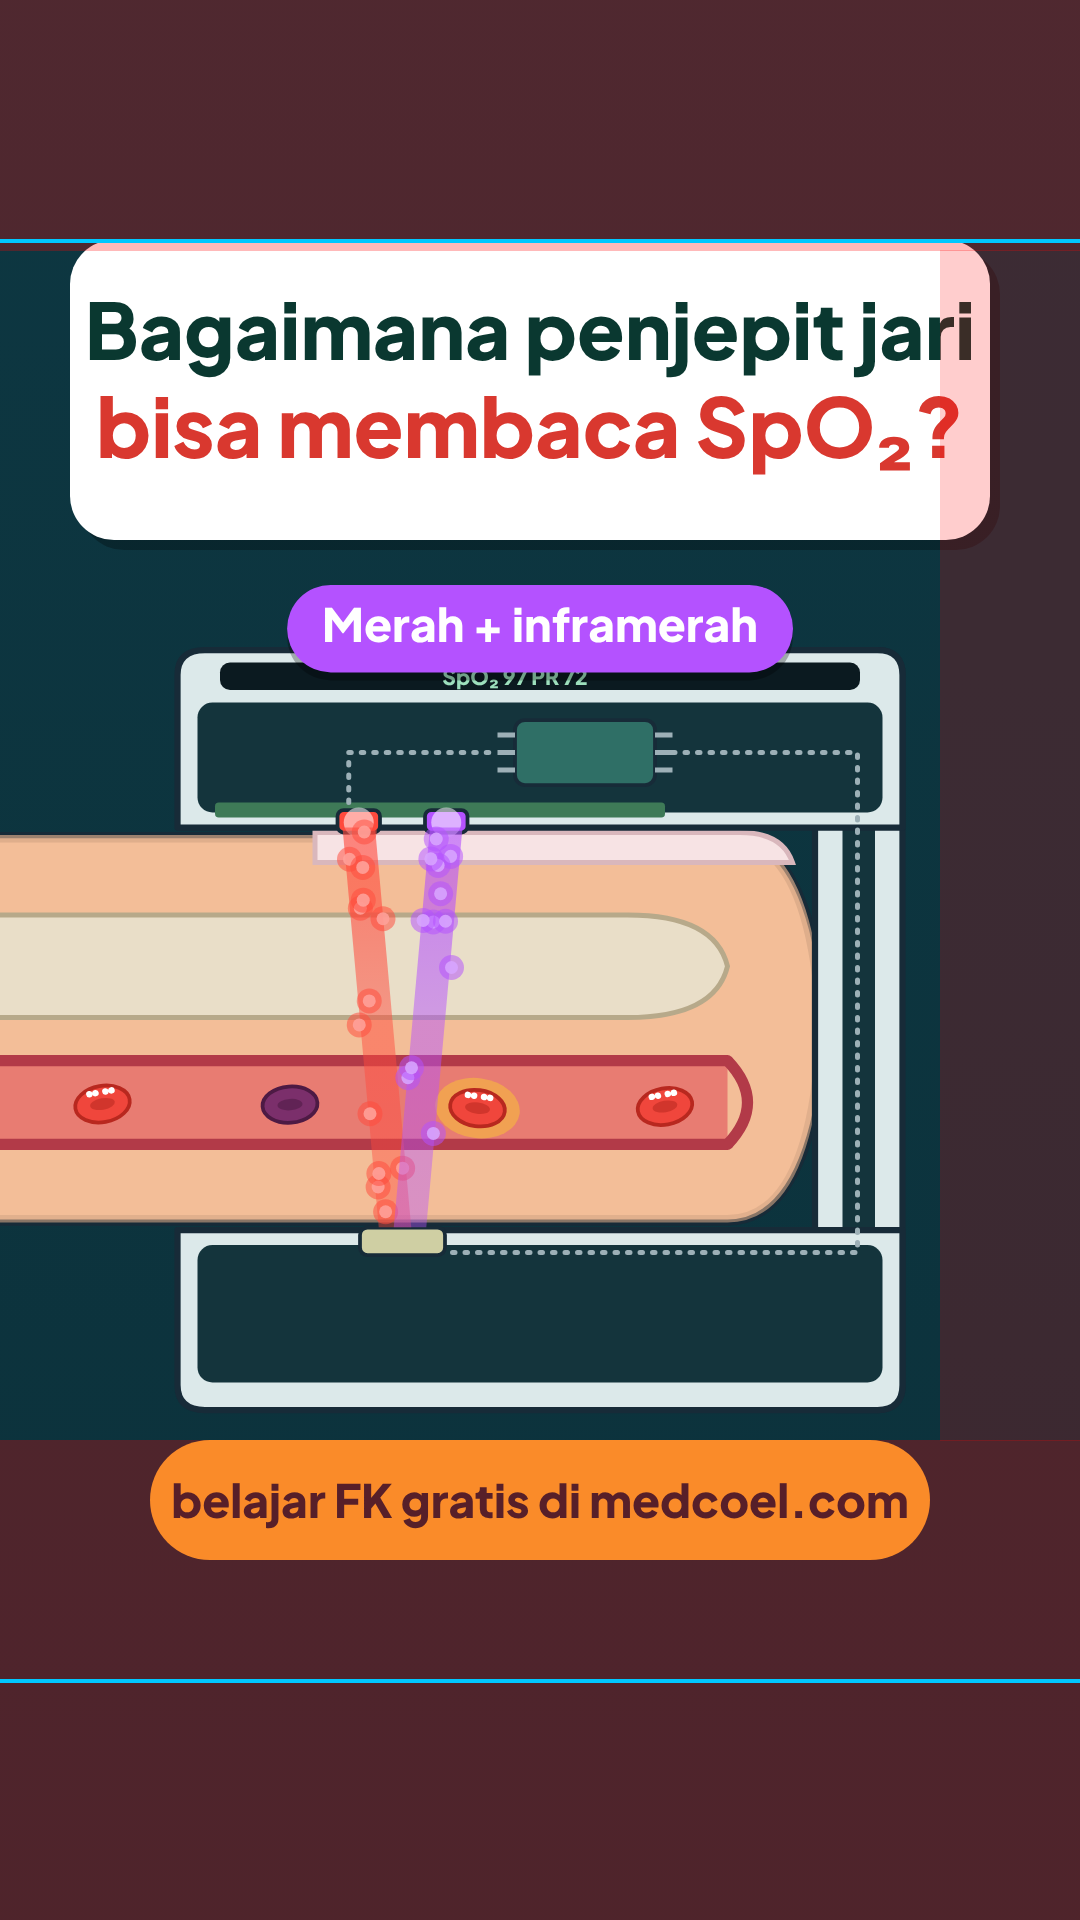 Bagaimana penjepit jari
bisa membaca SpO₂?
Merah + inframerah
SpO₂ 97 PR 72
belajar FK gratis di medcoel.com